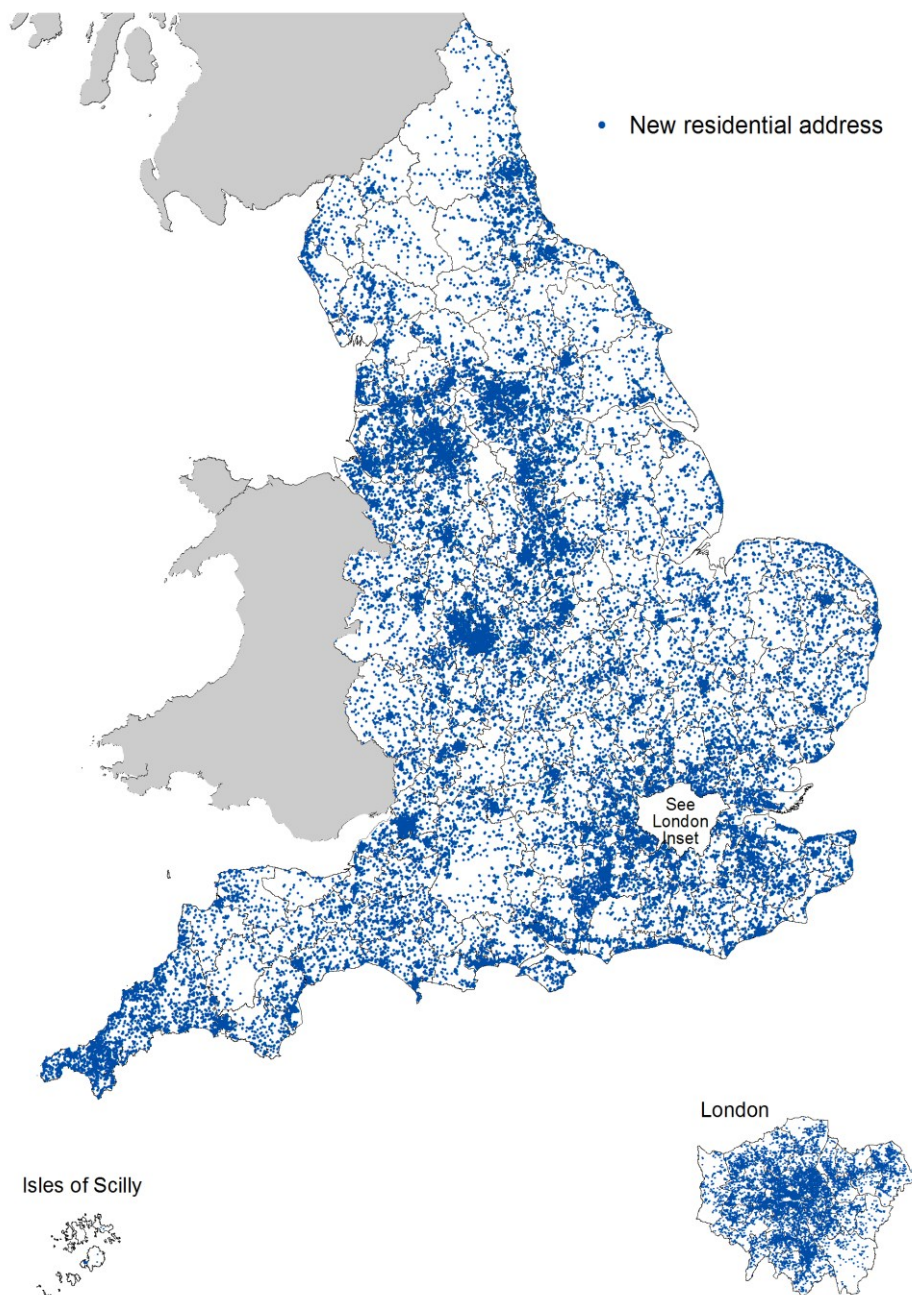 New residential address
See
London
Inset
London
Isles of Scilly